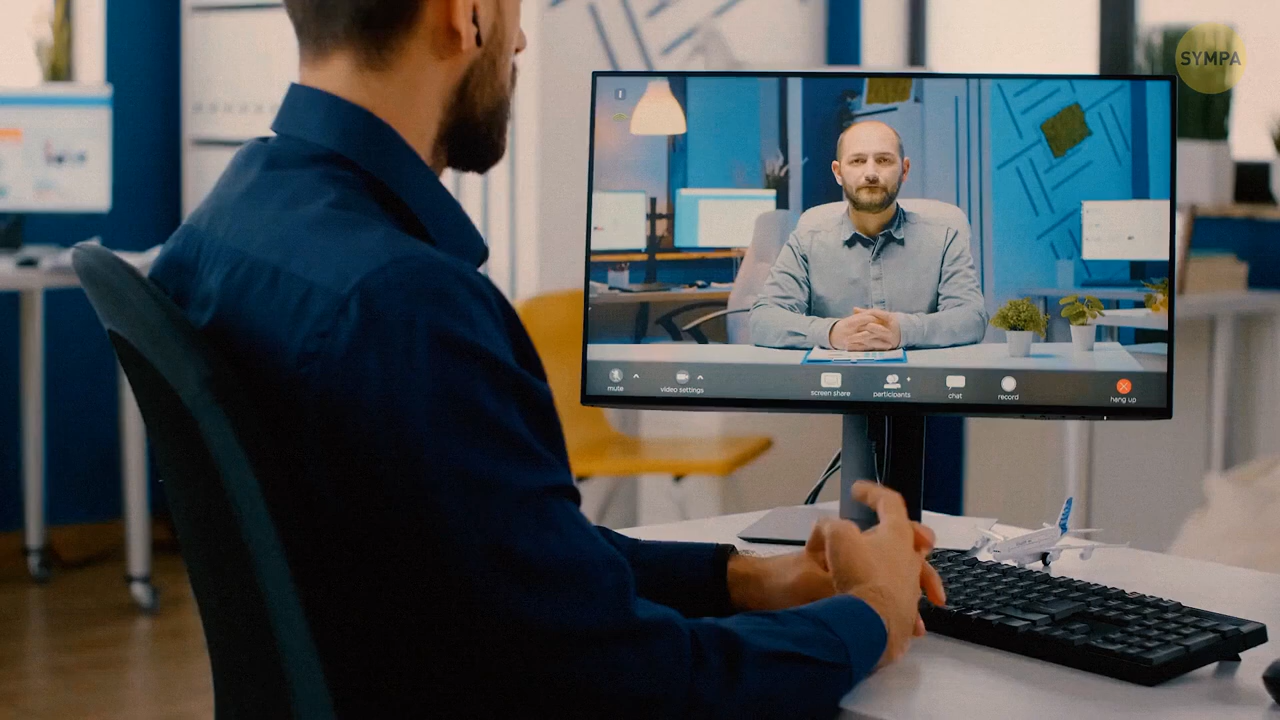 SYMPA
mute
video settings
screen share
participants
chat
record
hang up